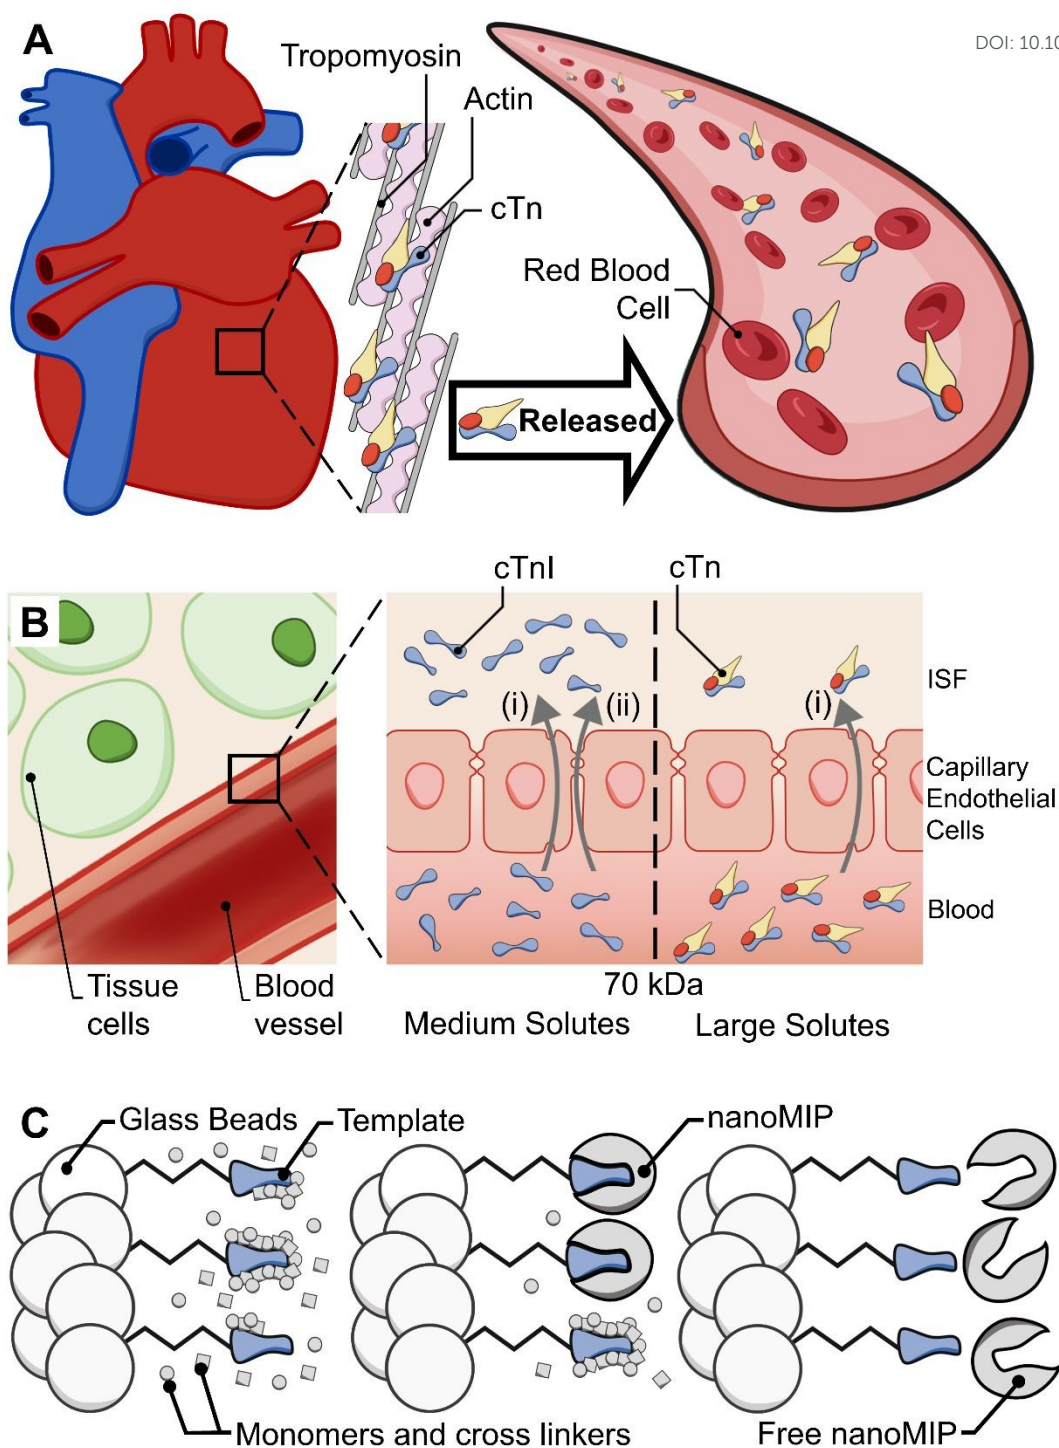 A
DOI: 10.10
Tropomyosin
Actin
cTn
Red Blood
Cell
Released
B
cTnI
cTn
(i)
(ii)
(i)
ISF
Capillary
Endothelial
Cells
Blood
Tissue
cells
Blood
vessel
70 kDa
Medium Solutes
Large Solutes
C
Glass Beads
Template
nanoMIP
Monomers and cross linkers
Free nanoMIP